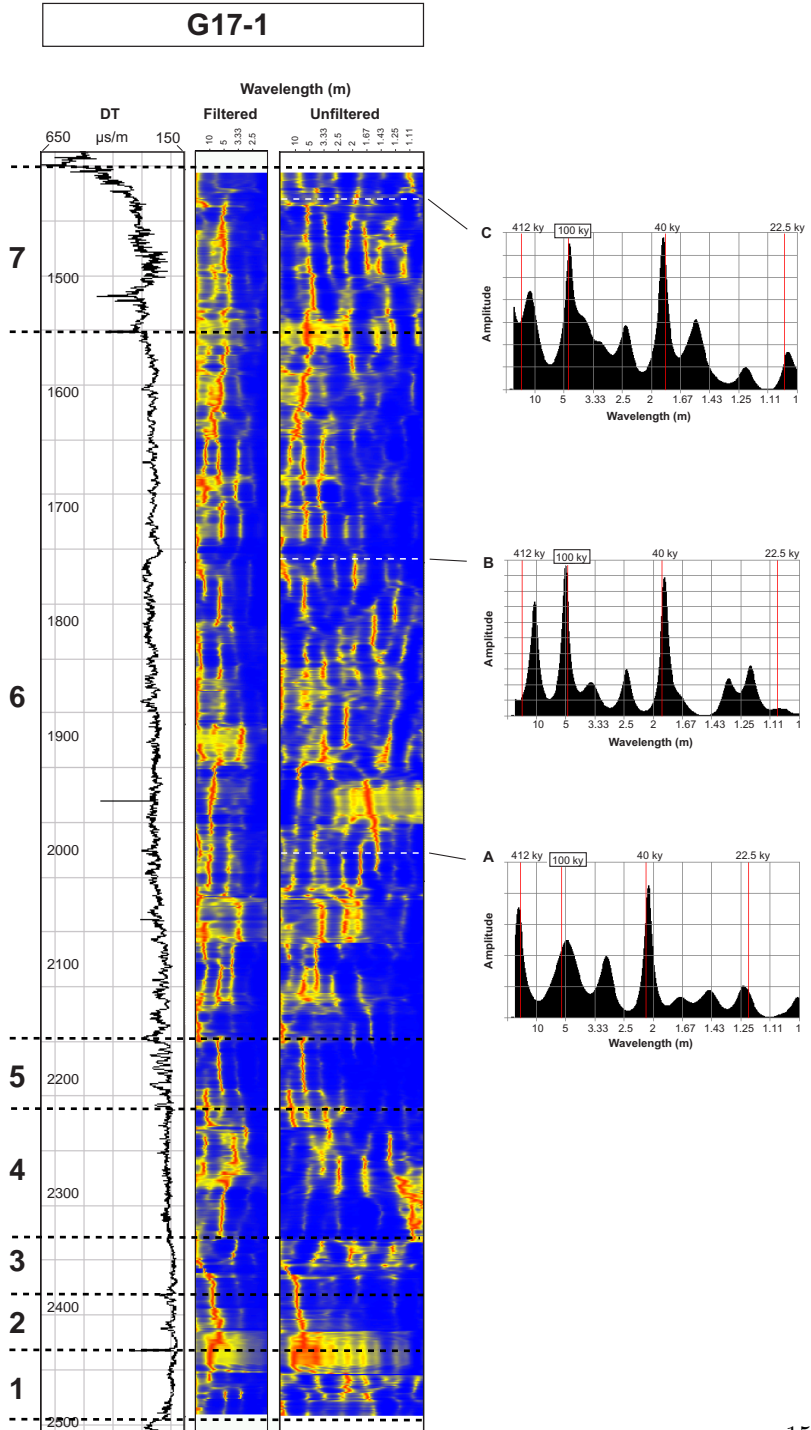 G17-1
Wavelength (m)
DT Filtered Unfiltered
650 µs/m 150
10 5 3.33 2.5
10 5 3.33 2.5 2 1.67 1.43 1.25 1.11
7
1500
1600
1700
1800
6
1900
2000
2100
5
2200
4
2300
3
2400
2
1
2500
C
412 ky 100 ky 40 ky 22.5 ky
Amplitude
10 5 3.33 2.5 2 1.67 1.43 1.25 1.11 1
Wavelength (m)
B
412 ky 100 ky 40 ky 22.5 ky
Amplitude
10 5 3.33 2.5 2 1.67 1.43 1.25 1.11 1
Wavelength (m)
A
412 ky 100 ky 40 ky 22.5 ky
Amplitude
10 5 3.33 2.5 2 1.67 1.43 1.25 1.11 1
Wavelength (m)